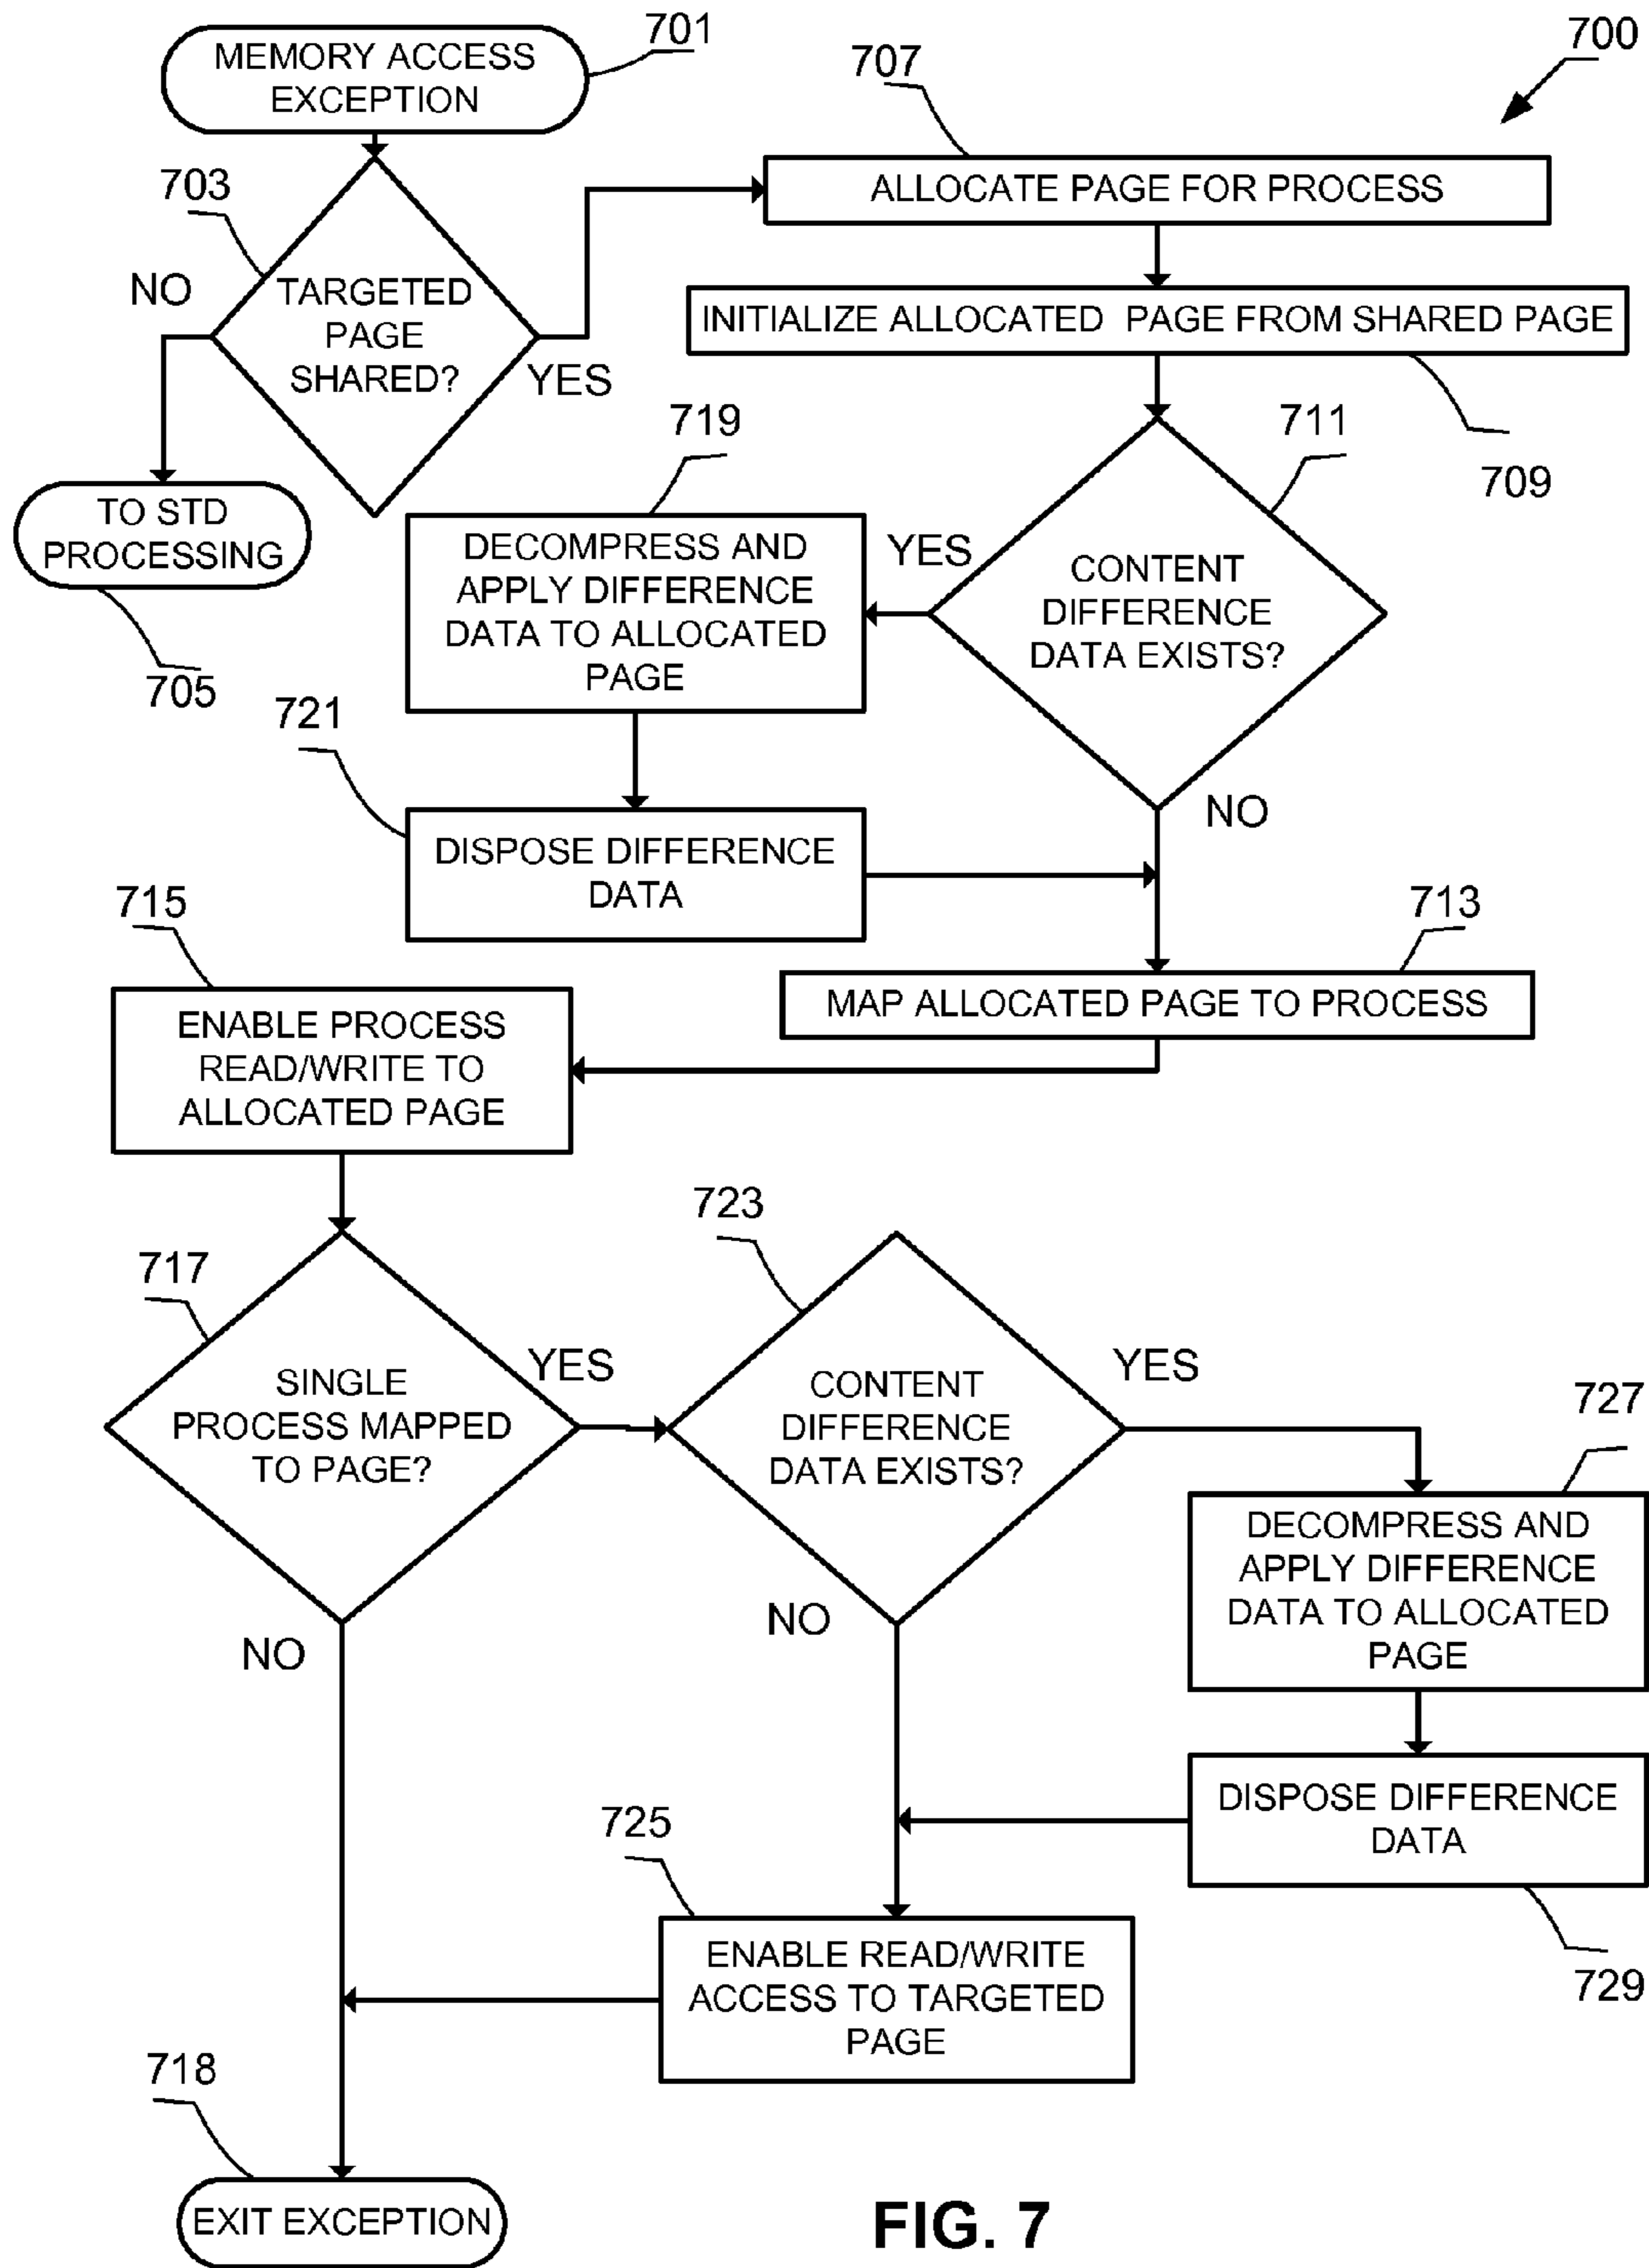 701
MEMORY ACCESS
EXCEPTION
700
707
703
ALLOCATE PAGE FOR PROCESS
NO
TARGETED
PAGE
SHARED?
YES
INITIALIZE ALLOCATED PAGE FROM SHARED PAGE
709
719
711
TO STD
PROCESSING
705
DECOMPRESS AND
APPLY DIFFERENCE
DATA TO ALLOCATED
PAGE
YES
CONTENT
DIFFERENCE
DATA EXISTS?
721
NO
DISPOSE DIFFERENCE
DATA
715
713
MAP ALLOCATED PAGE TO PROCESS
ENABLE PROCESS
READ/WRITE TO
ALLOCATED PAGE
723
717
SINGLE
PROCESS MAPPED
TO PAGE?
YES
CONTENT
DIFFERENCE
DATA EXISTS?
YES
727
DECOMPRESS AND
APPLY DIFFERENCE
DATA TO ALLOCATED
PAGE
NO
NO
725
DISPOSE DIFFERENCE
DATA
729
ENABLE READ/WRITE
ACCESS TO TARGETED
PAGE
718
EXIT EXCEPTION
FIG. 7